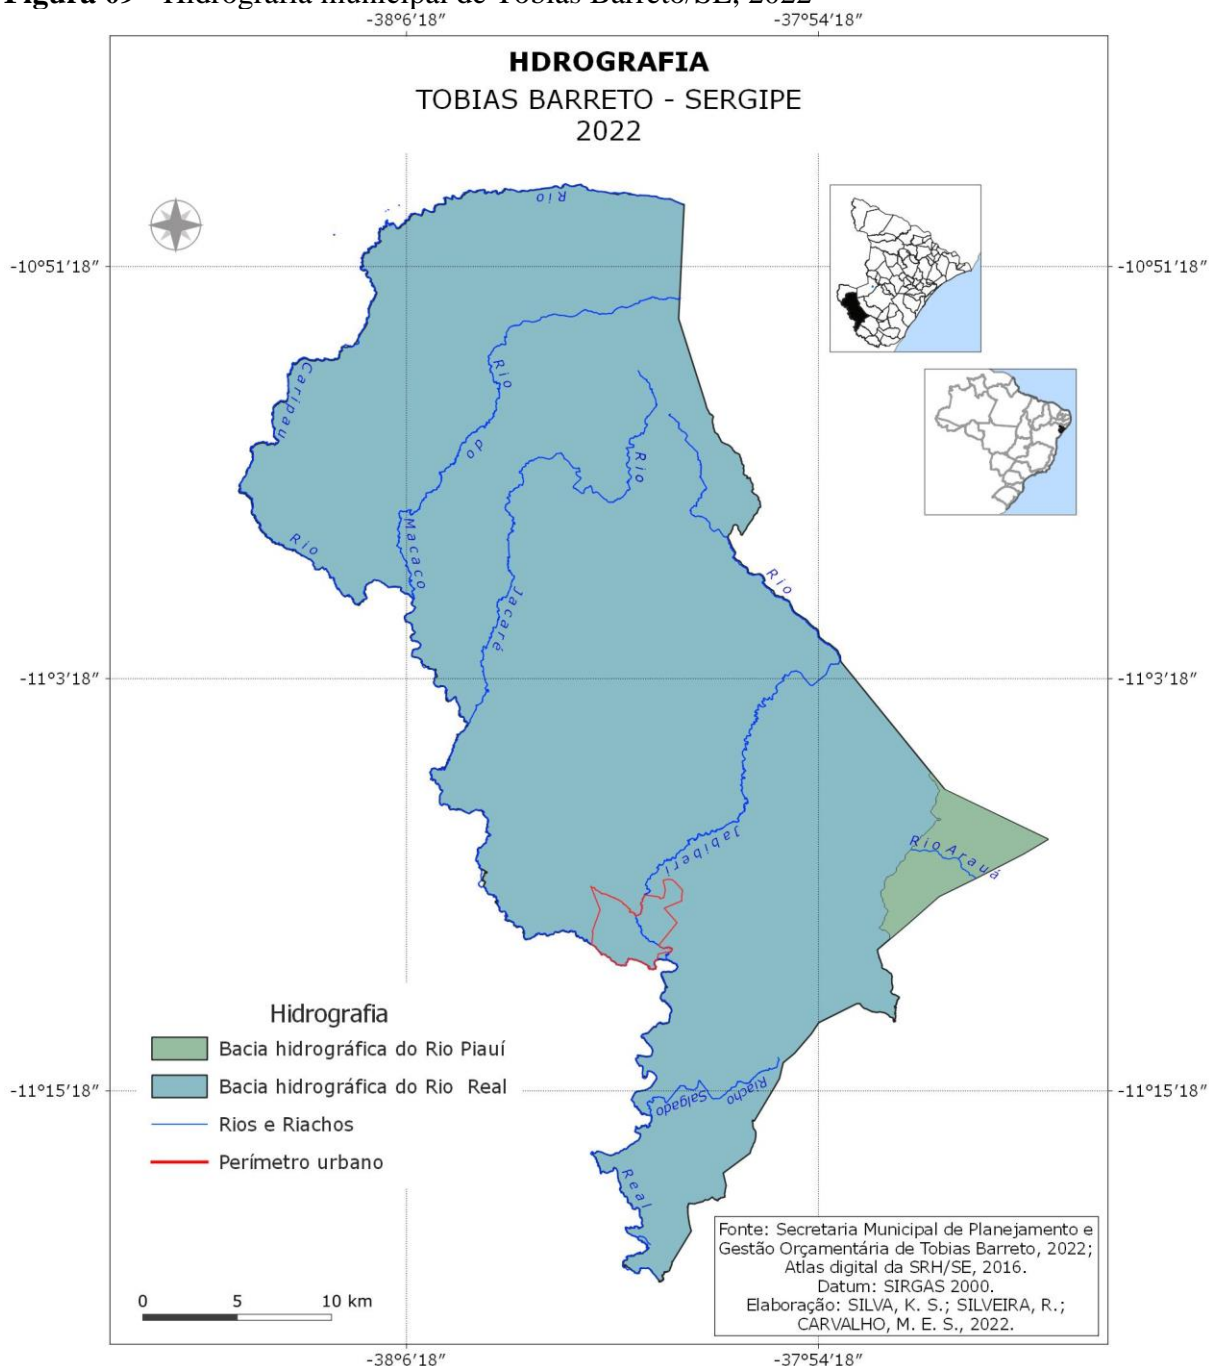 Figura 09 - Hidrografia municipal de Tobias Barreto/SE, 2022
-38°6′18″
-37°54′18″
HDROGRAFIA
TOBIAS BARRETO - SERGIPE
2022
Rio
-10°51′18″
-10°51′18″
Caripau
Rio
do
Rio
Macaco
Rio
Rio
Jacaré
-11°3′18″
-11°3′18″
Jabiberi
Rio Arauá
Hidrografia
Bacia hidrográfica do Rio Piauí
Bacia hidrográfica do Rio Real
Rios e Riachos
Perímetro urbano
-11°15′18″
-11°15′18″
Riacho
Salgado
Real
0 5 10 km
Fonte: Secretaria Municipal de Planejamento e
Gestão Orçamentária de Tobias Barreto, 2022;
Atlas digital da SRH/SE, 2016.
Datum: SIRGAS 2000.
Elaboração: SILVA, K. S.; SILVEIRA, R.;
CARVALHO, M. E. S., 2022.
-38°6′18″
-37°54′18″